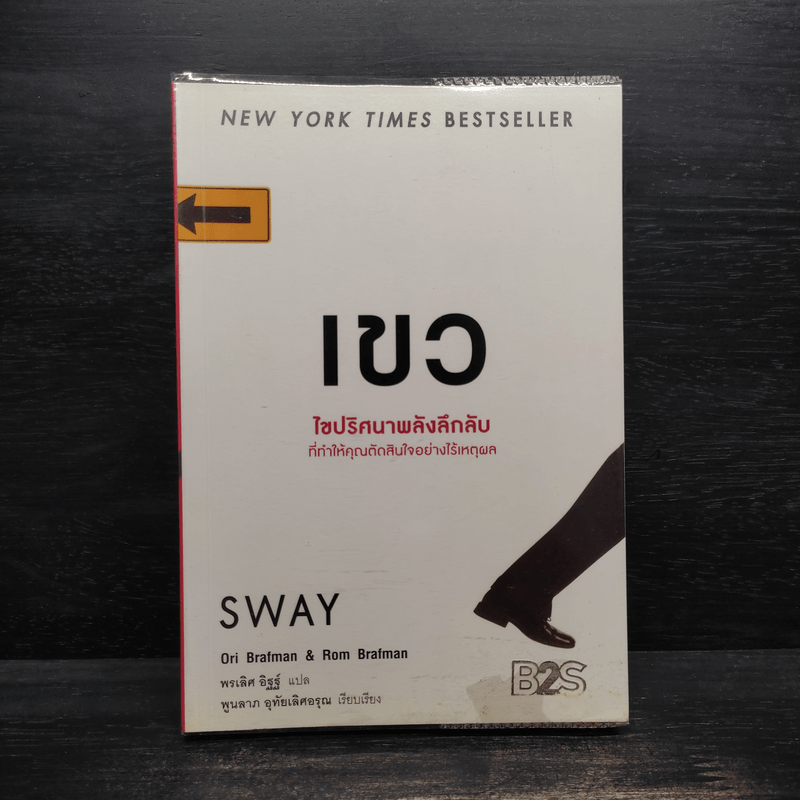 NEW YORK TIMES BESTSELLER
เขว
ไขปริศนาพลังลึกลับ
ที่ทำให้คุณตัดสินใจอย่างไร้เหตุผล
SWAY
Ori Brafman & Rom Brafman
พรเลิศ อิฐฐ์ แปล
พูนลาภ อุทัยเลิศอรุณ เรียบเรียง
B2S